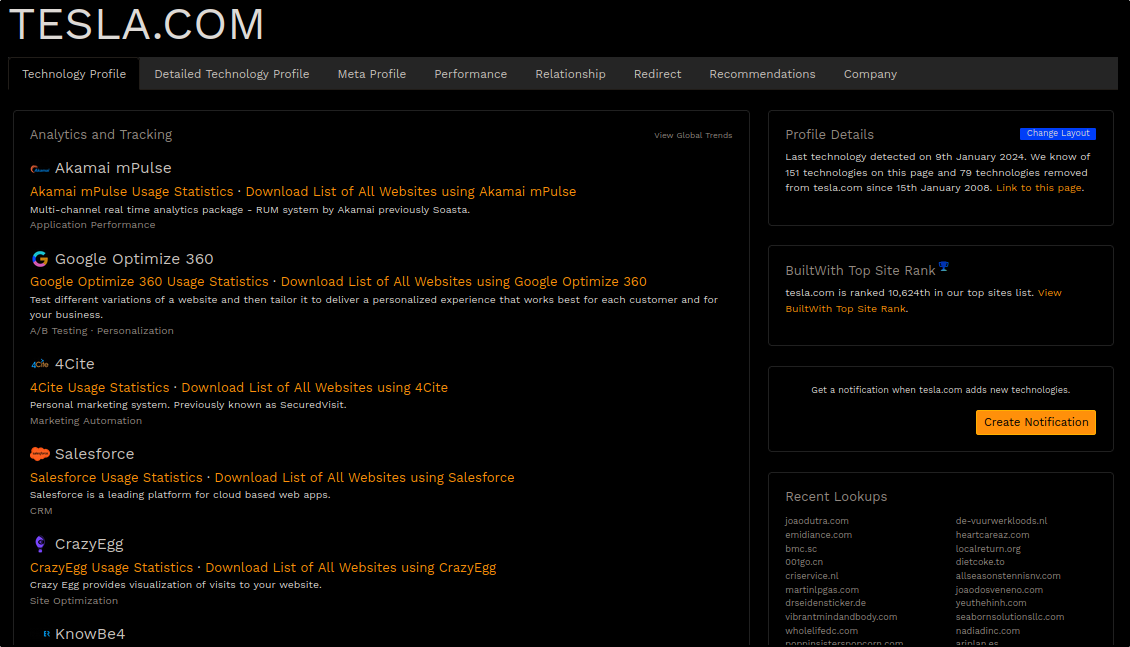 TESLA.COM
Technology Profile
Detailed Technology Profile
Meta Profile
Performance
Relationship
Redirect
Recommendations
Company
Analytics and Tracking
View Global Trends
Akamai mPulse
Akamai mPulse Usage Statistics · Download List of All Websites using Akamai mPulse
Multi-channel real time analytics package - RUM system by Akamai previously Soasta.
Application Performance
Google Optimize 360
Google Optimize 360 Usage Statistics · Download List of All Websites using Google Optimize 360
Test different variations of a website and then tailor it to deliver a personalized experience that works best for each customer and for
your business.
A/B Testing · Personalization
4Cite
4Cite
4Cite Usage Statistics · Download List of All Websites using 4Cite
Personal marketing system. Previously known as SecuredVisit.
Marketing Automation
Salesforce
Salesforce Usage Statistics · Download List of All Websites using Salesforce
Salesforce is a leading platform for cloud based web apps.
CRM
CrazyEgg
CrazyEgg Usage Statistics · Download List of All Websites using CrazyEgg
Crazy Egg provides visualization of visits to your website.
Site Optimization
KnowBe4
Profile Details
Change Layout
Last technology detected on 9th January 2024. We know of
151 technologies on this page and 79 technologies removed
from tesla.com since 15th January 2008. Link to this page.
BuiltWith Top Site Rank
tesla.com is ranked 10,624th in our top sites list. View
BuiltWith Top Site Rank.
Get a notification when tesla.com adds new technologies.
Create Notification
Recent Lookups
joaodutra.com
emidiance.com
bmc.sc
001go.cn
criservice.nl
martinlpgas.com
drseidensticker.de
vibrantmindandbody.com
wholelifedc.com
poppinsisterspopcorn.com
de-vuurwerkloods.nl
heartcareaz.com
localreturn.org
dietcoke.to
allseasonstennisnv.com
joaodosveneno.com
yeuthehinh.com
seabornsolutionsllc.com
nadiadinc.com
arinlan.es